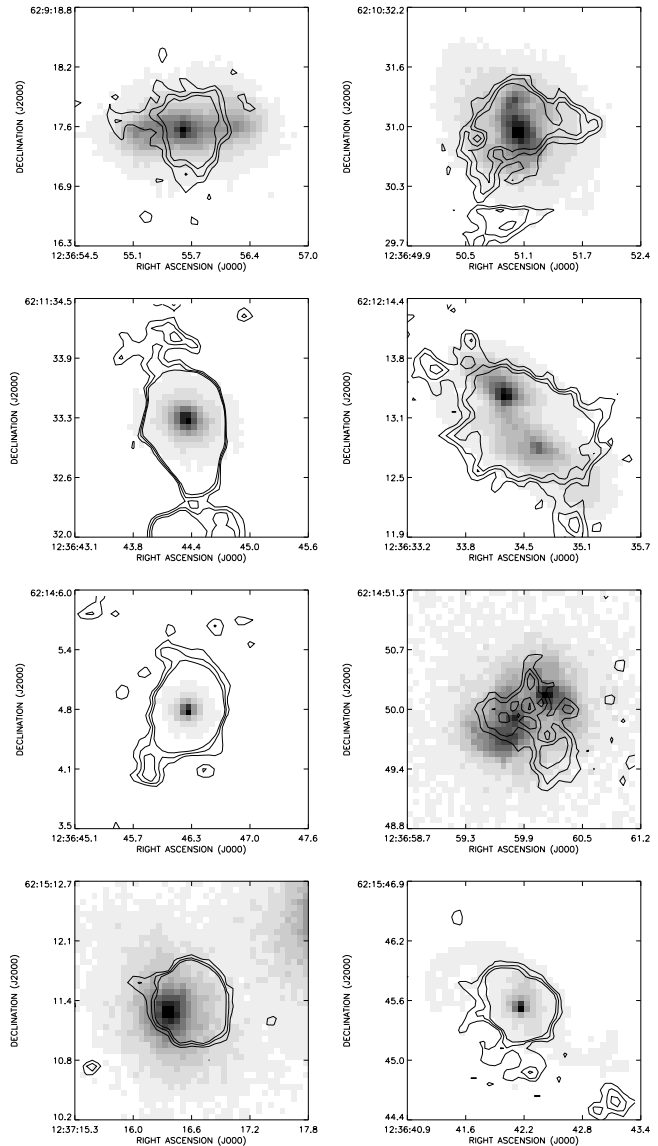 62:9:18.8
18.2
17.6
16.9
16.3
DECLINATION (J2000)
12:36:54.5 55.1 55.7 56.4 57.0
RIGHT ASCENSION (J000)
62:10:32.2
31.6
31.0
30.3
29.7
DECLINATION (J2000)
12:36:49.9 50.5 51.1 51.7 52.4
RIGHT ASCENSION (J000)
62:11:34.5
33.9
33.3
32.6
32.0
DECLINATION (J2000)
12:36:43.1 43.8 44.4 45.0 45.6
RIGHT ASCENSION (J000)
62:12:14.4
13.8
13.1
12.5
11.9
DECLINATION (J2000)
12:36:33.2 33.8 34.5 35.1 35.7
RIGHT ASCENSION (J000)
62:14:6.0
5.4
4.8
4.1
3.5
DECLINATION (J2000)
12:36:45.1 45.7 46.3 47.0 47.6
RIGHT ASCENSION (J000)
62:14:51.3
50.7
50.0
49.4
48.8
DECLINATION (J2000)
12:36:58.7 59.3 59.9 60.5 61.2
RIGHT ASCENSION (J000)
62:15:12.7
12.1
11.4
10.8
10.2
DECLINATION (J2000)
12:37:15.3 16.0 16.6 17.2 17.8
RIGHT ASCENSION (J000)
62:15:46.9
46.2
45.6
45.0
44.4
DECLINATION (J2000)
12:36:40.9 41.6 42.2 42.8 43.4
RIGHT ASCENSION (J000)